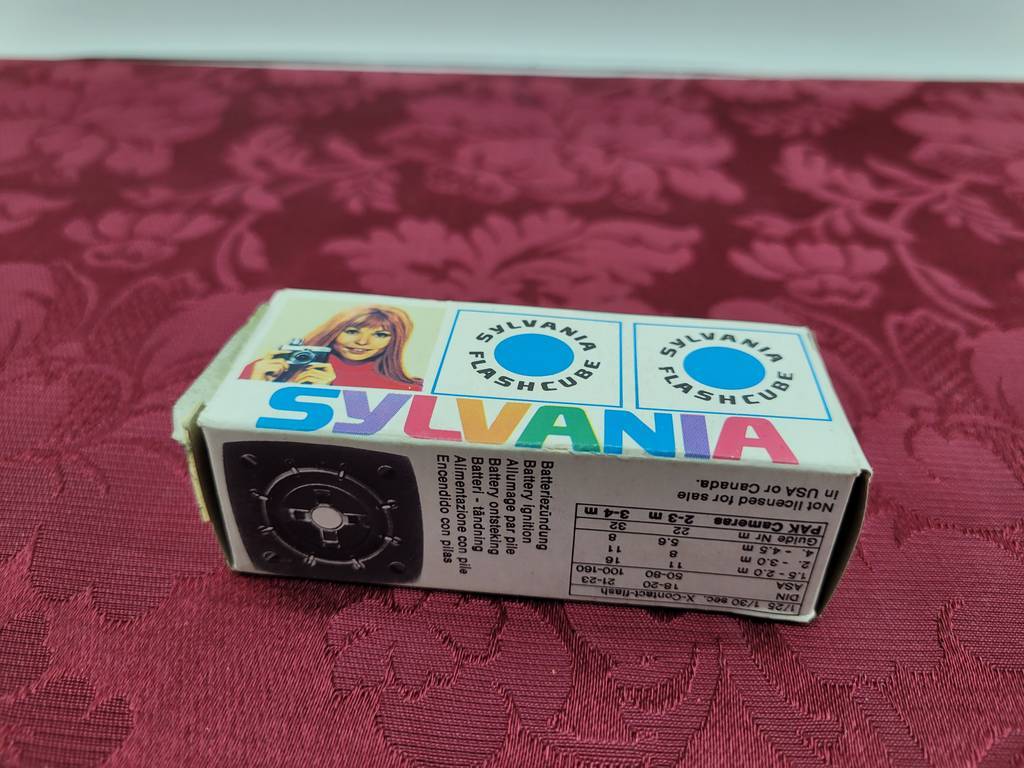 SYLVANIA
FLASHCUBE
SYLVANIA
FLASHCUBE
SYLVANIA
Batteriezündung
Battery ignition
Allumage par pile
Battery ontsteking
Batteri - tändning
Alimentazione con pile
Encendido con pilas
1/25 1/30 sec. X-Contact-flash
DIN 18-20 21-23
ASA 50-80 100-160
1.5 - 2.0 m 11 16
2. - 3.0 m 8 11
4. - 4.5 m 5.6 8
Guide Nr m 22 32
PAK Cameras 2-3 m 3-4 m
Not licensed for sale
in USA or Canada.